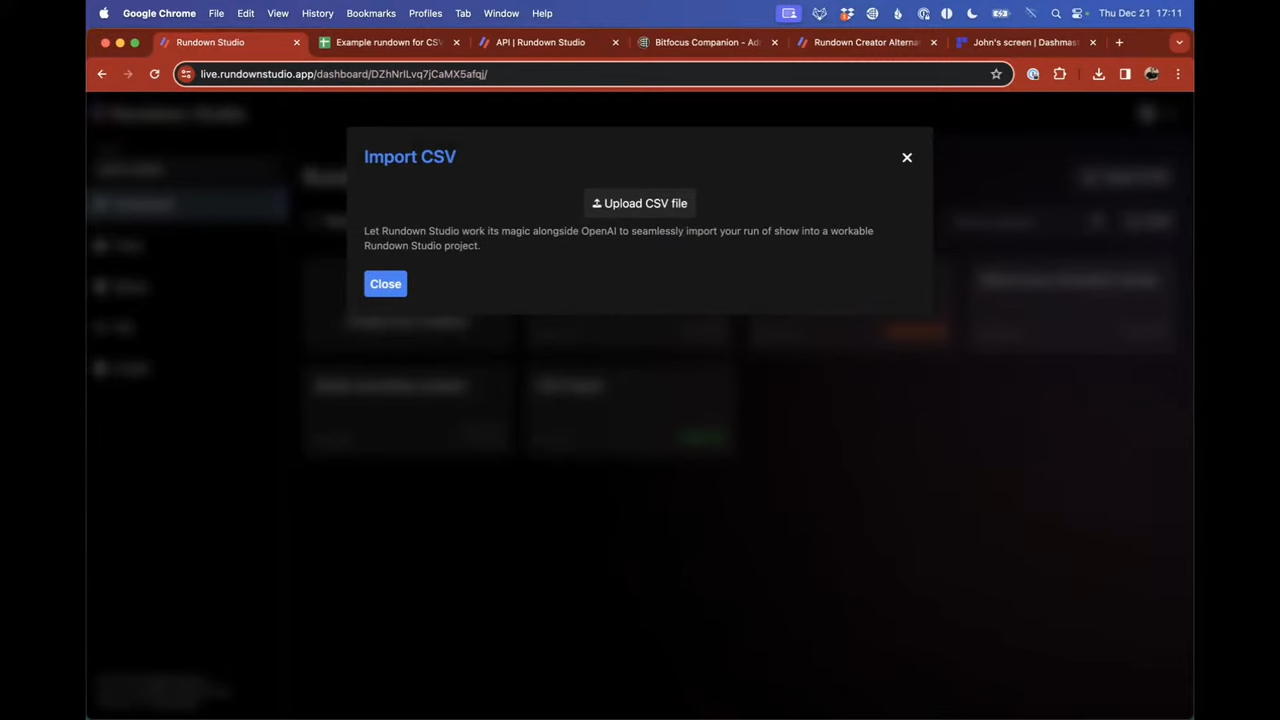 Google Chrome File Edit View History Bookmarks Profiles Tab Window Help Thu Dec 21 17:11
Rundown Studio Example rundown for CSV API | Rundown Studio Bitfocus Companion - Adm Rundown Creator Alterna John's screen | Dashmast
live.rundownstudio.app/dashboard/DZhNrILvq7jCaMX5afqj/
Import CSV
Upload CSV file
Let Rundown Studio work its magic alongside OpenAI to seamlessly import your run of show into a workable
Rundown Studio project.
Close